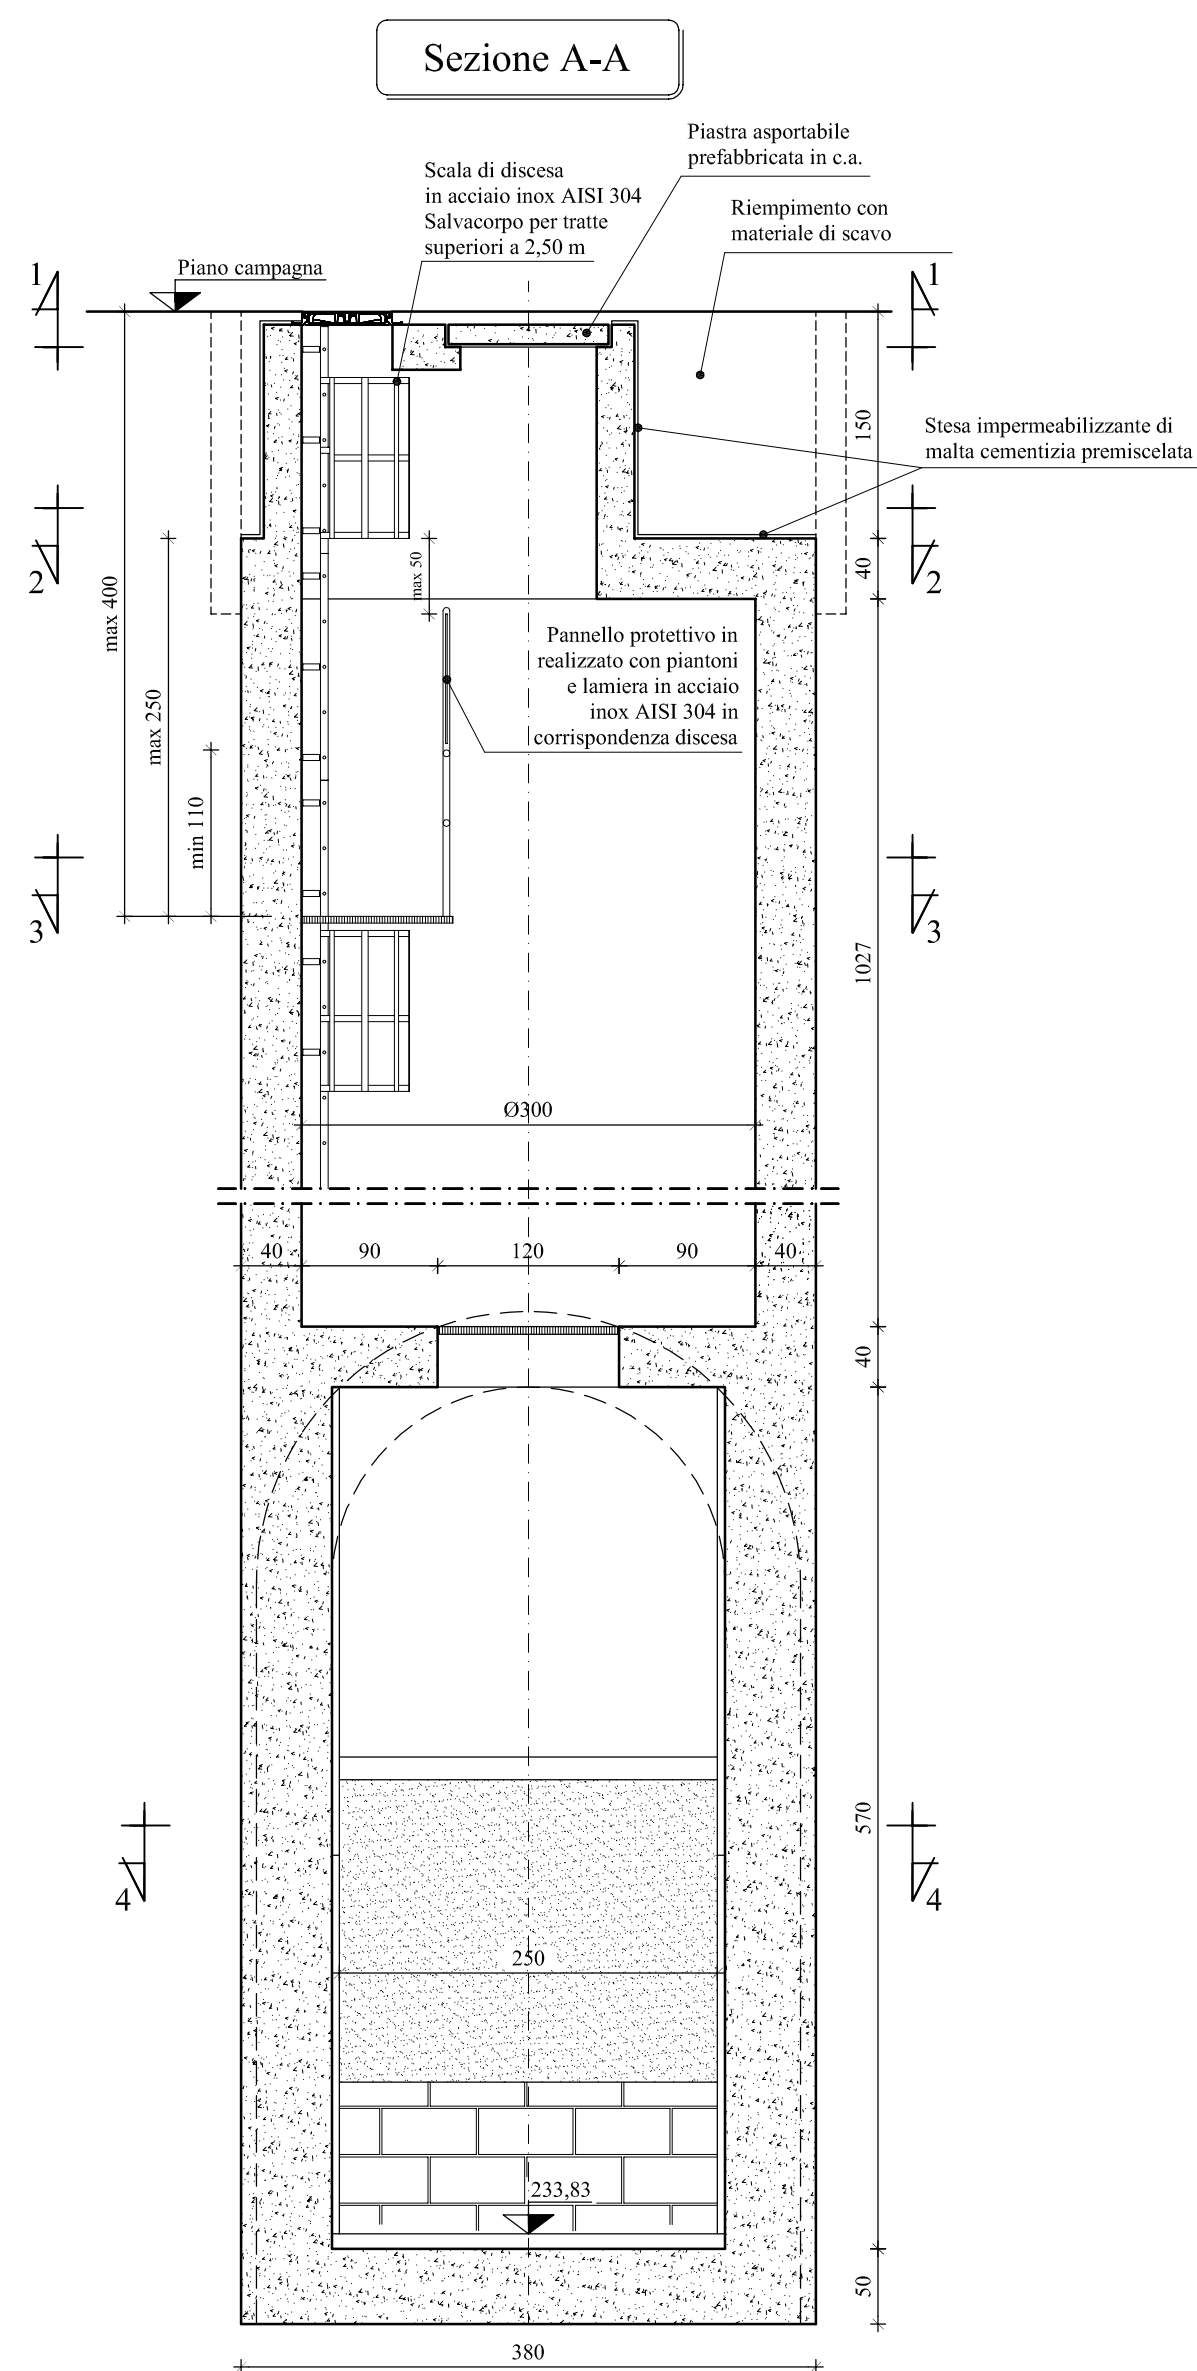 Sezione A-A
Piastra asportabile
prefabbricata in c.a.
Scala di discesa
in acciaio inox AISI 304
Salvacorpo per tratte
superiori a 2,50 m
Riempimento con
materiale di scavo
Piano campagna
1
1
150
Stesa impermeabilizzante di
malta cementizia premiscelata
2
40
2
max 50
max 400
Pannello protettivo in
realizzato con piantoni
e lamiera in acciaio
inox AISI 304 in
corrispondenza discesa
max 250
min 110
3
3
1027
Ø300
40
90
120
90
40
40
570
4
4
250
233,83
50
380